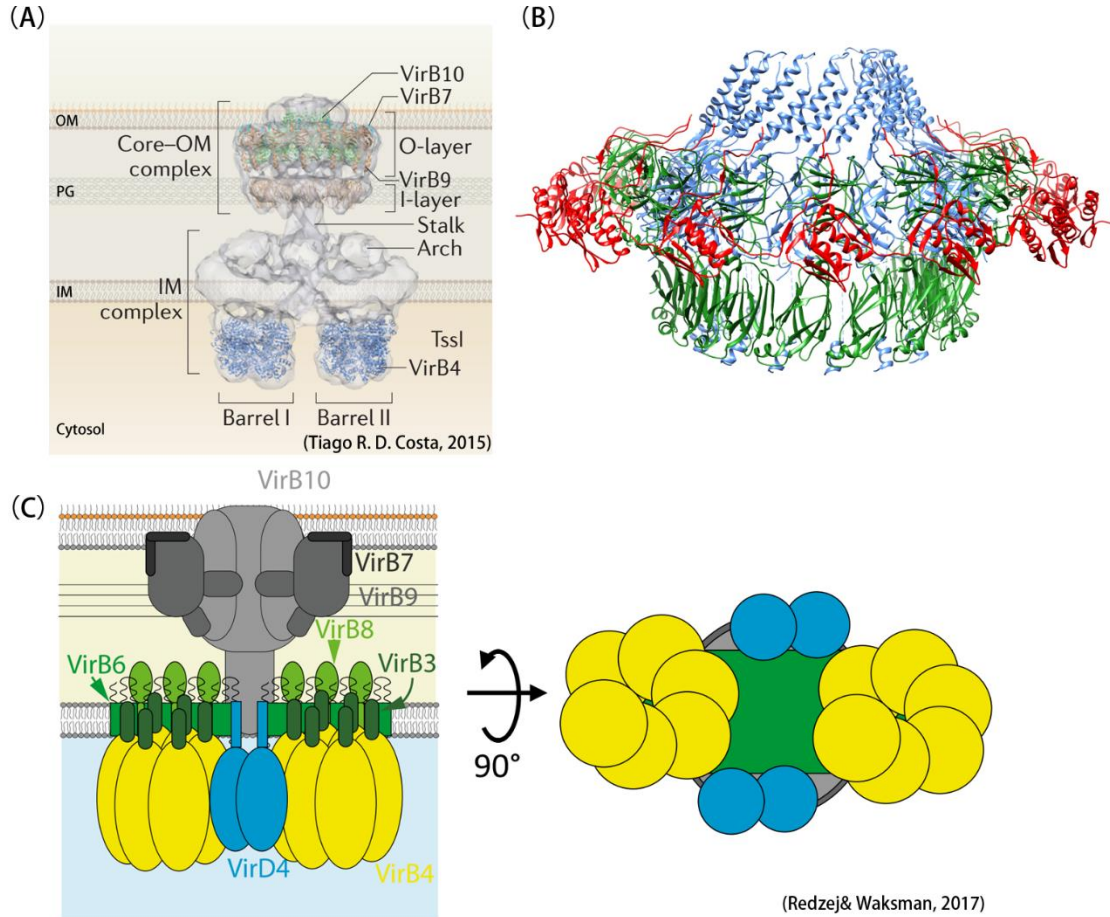 (A)
VirB10
VirB7
OM
Core–OM
complex
O-layer
VirB9
PG
I-layer
Stalk
Arch
IM
IM
complex
TssI
VirB4
Barrel I
Barrel II
Cytosol
(Tiago R. D. Costa, 2015)
(B)
(C)
VirB10
VirB7
VirB9
VirB8
VirB6
VirB3
VirD4
VirB4
90°
(Redzej& Waksman, 2017)